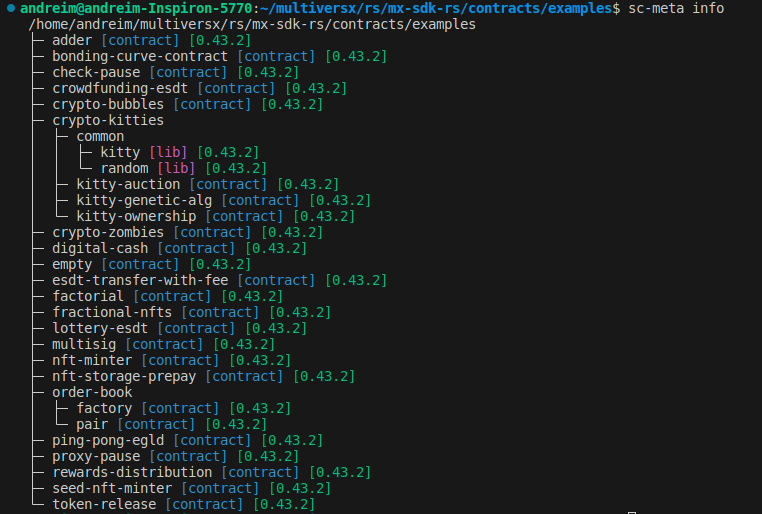 andreim@andreim-Inspiron-5770:~/multiversx/rs/mx-sdk-rs/contracts/examples$ sc-meta info
/home/andreim/multiversx/rs/mx-sdk-rs/contracts/examples
├─ adder [contract] [0.43.2]
├─ bonding-curve-contract [contract] [0.43.2]
├─ check-pause [contract] [0.43.2]
├─ crowdfunding-esdt [contract] [0.43.2]
├─ crypto-bubbles [contract] [0.43.2]
├─ crypto-kitties
│  ├─ common
│  │  ├─ kitty [lib] [0.43.2]
│  │  └─ random [lib] [0.43.2]
│  ├─ kitty-auction [contract] [0.43.2]
│  ├─ kitty-genetic-alg [contract] [0.43.2]
│  └─ kitty-ownership [contract] [0.43.2]
├─ crypto-zombies [contract] [0.43.2]
├─ digital-cash [contract] [0.43.2]
├─ empty [contract] [0.43.2]
├─ esdt-transfer-with-fee [contract] [0.43.2]
├─ factorial [contract] [0.43.2]
├─ fractional-nfts [contract] [0.43.2]
├─ lottery-esdt [contract] [0.43.2]
├─ multisig [contract] [0.43.2]
├─ nft-minter [contract] [0.43.2]
├─ nft-storage-prepay [contract] [0.43.2]
├─ order-book
│  ├─ factory [contract] [0.43.2]
│  └─ pair [contract] [0.43.2]
├─ ping-pong-egld [contract] [0.43.2]
├─ proxy-pause [contract] [0.43.2]
├─ rewards-distribution [contract] [0.43.2]
├─ seed-nft-minter [contract] [0.43.2]
└─ token-release [contract] [0.43.2]